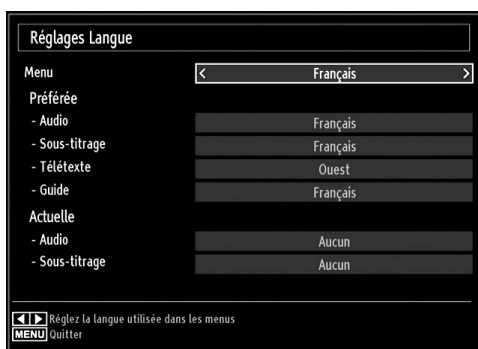 Réglages Langue
Menu < Français >
Préférée
- Audio Français
- Sous-titrage Français
- Télétexte Ouest
- Guide Français
Actuelle
- Audio Aucun
- Sous-titrage Aucun
Réglez la langue utilisée dans les menus
MENU Quitter